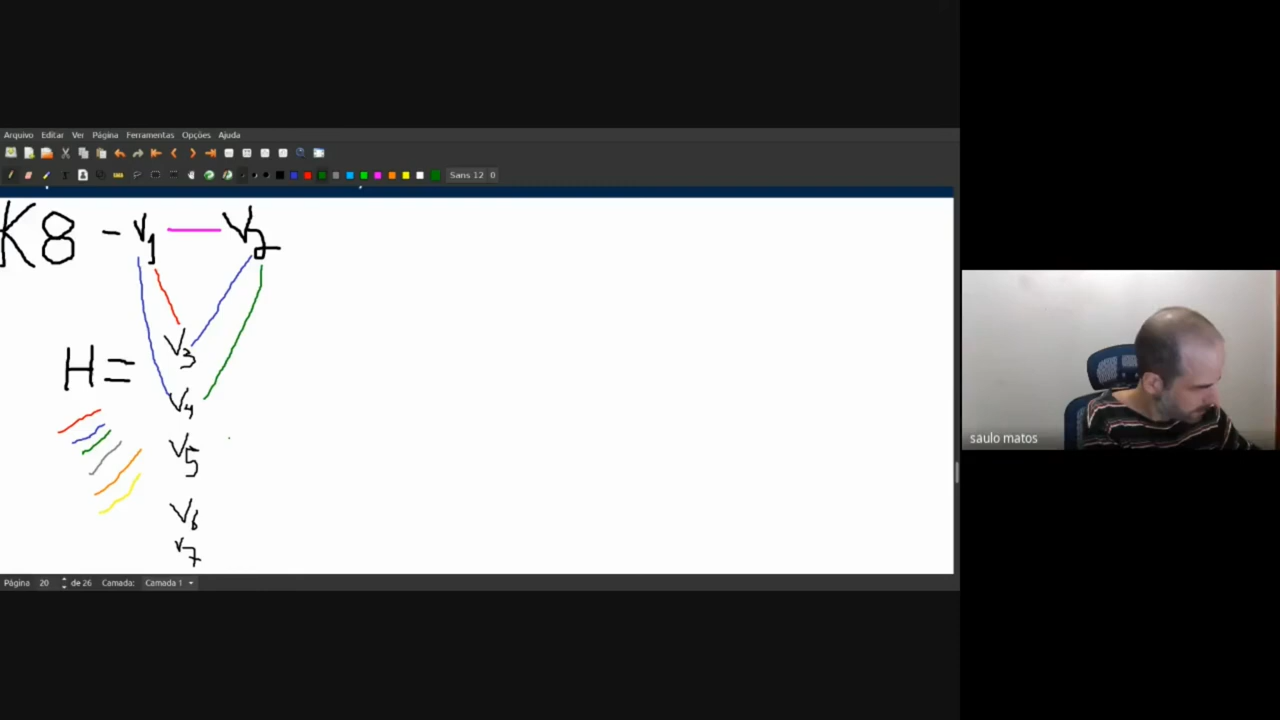 Arquivo Editar Ver Página Ferramentas Opções Ajuda
Sans 12 0
K8 - V1 — V2
V3
H =
V4
V5
V6
V7
saulo matos
Página 20 de 26 Camada: Camada 1